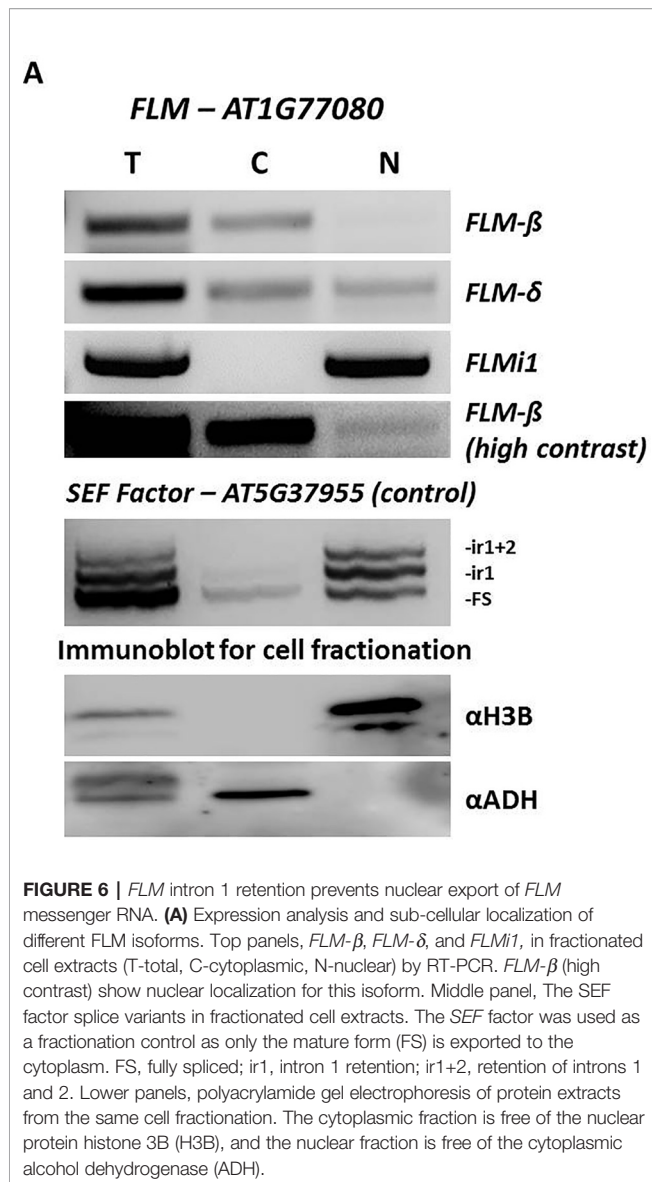 A
FLM – AT1G77080
T C N
FLM-ß
FLM-δ
FLMi1
FLM-ß
(high contrast)
SEF Factor – AT5G37955 (control)
-ir1+2
-ir1
-FS
Immunoblot for cell fractionation
αH3B
αADH
FIGURE 6 | FLM intron 1 retention prevents nuclear export of FLM
messenger RNA. (A) Expression analysis and sub-cellular localization of
different FLM isoforms. Top panels, FLM-β, FLM-δ, and FLMi1, in fractionated
cell extracts (T-total, C-cytoplasmic, N-nuclear) by RT-PCR. FLM-β (high
contrast) show nuclear localization for this isoform. Middle panel, The SEF
factor splice variants in fractionated cell extracts. The SEF factor was used as
a fractionation control as only the mature form (FS) is exported to the
cytoplasm. FS, fully spliced; ir1, intron 1 retention; ir1+2, retention of introns 1
and 2. Lower panels, polyacrylamide gel electrophoresis of protein extracts
from the same cell fractionation. The cytoplasmic fraction is free of the nuclear
protein histone 3B (H3B), and the nuclear fraction is free of the cytoplasmic
alcohol dehydrogenase (ADH).